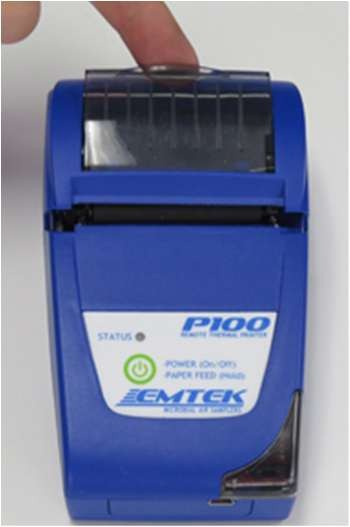 P100
REMOTE THERMAL PRINTER
STATUS
-POWER (On/Off)
-PAPER FEED (Hold)
EMTEK
MICROBIAL AIR SAMPLERS